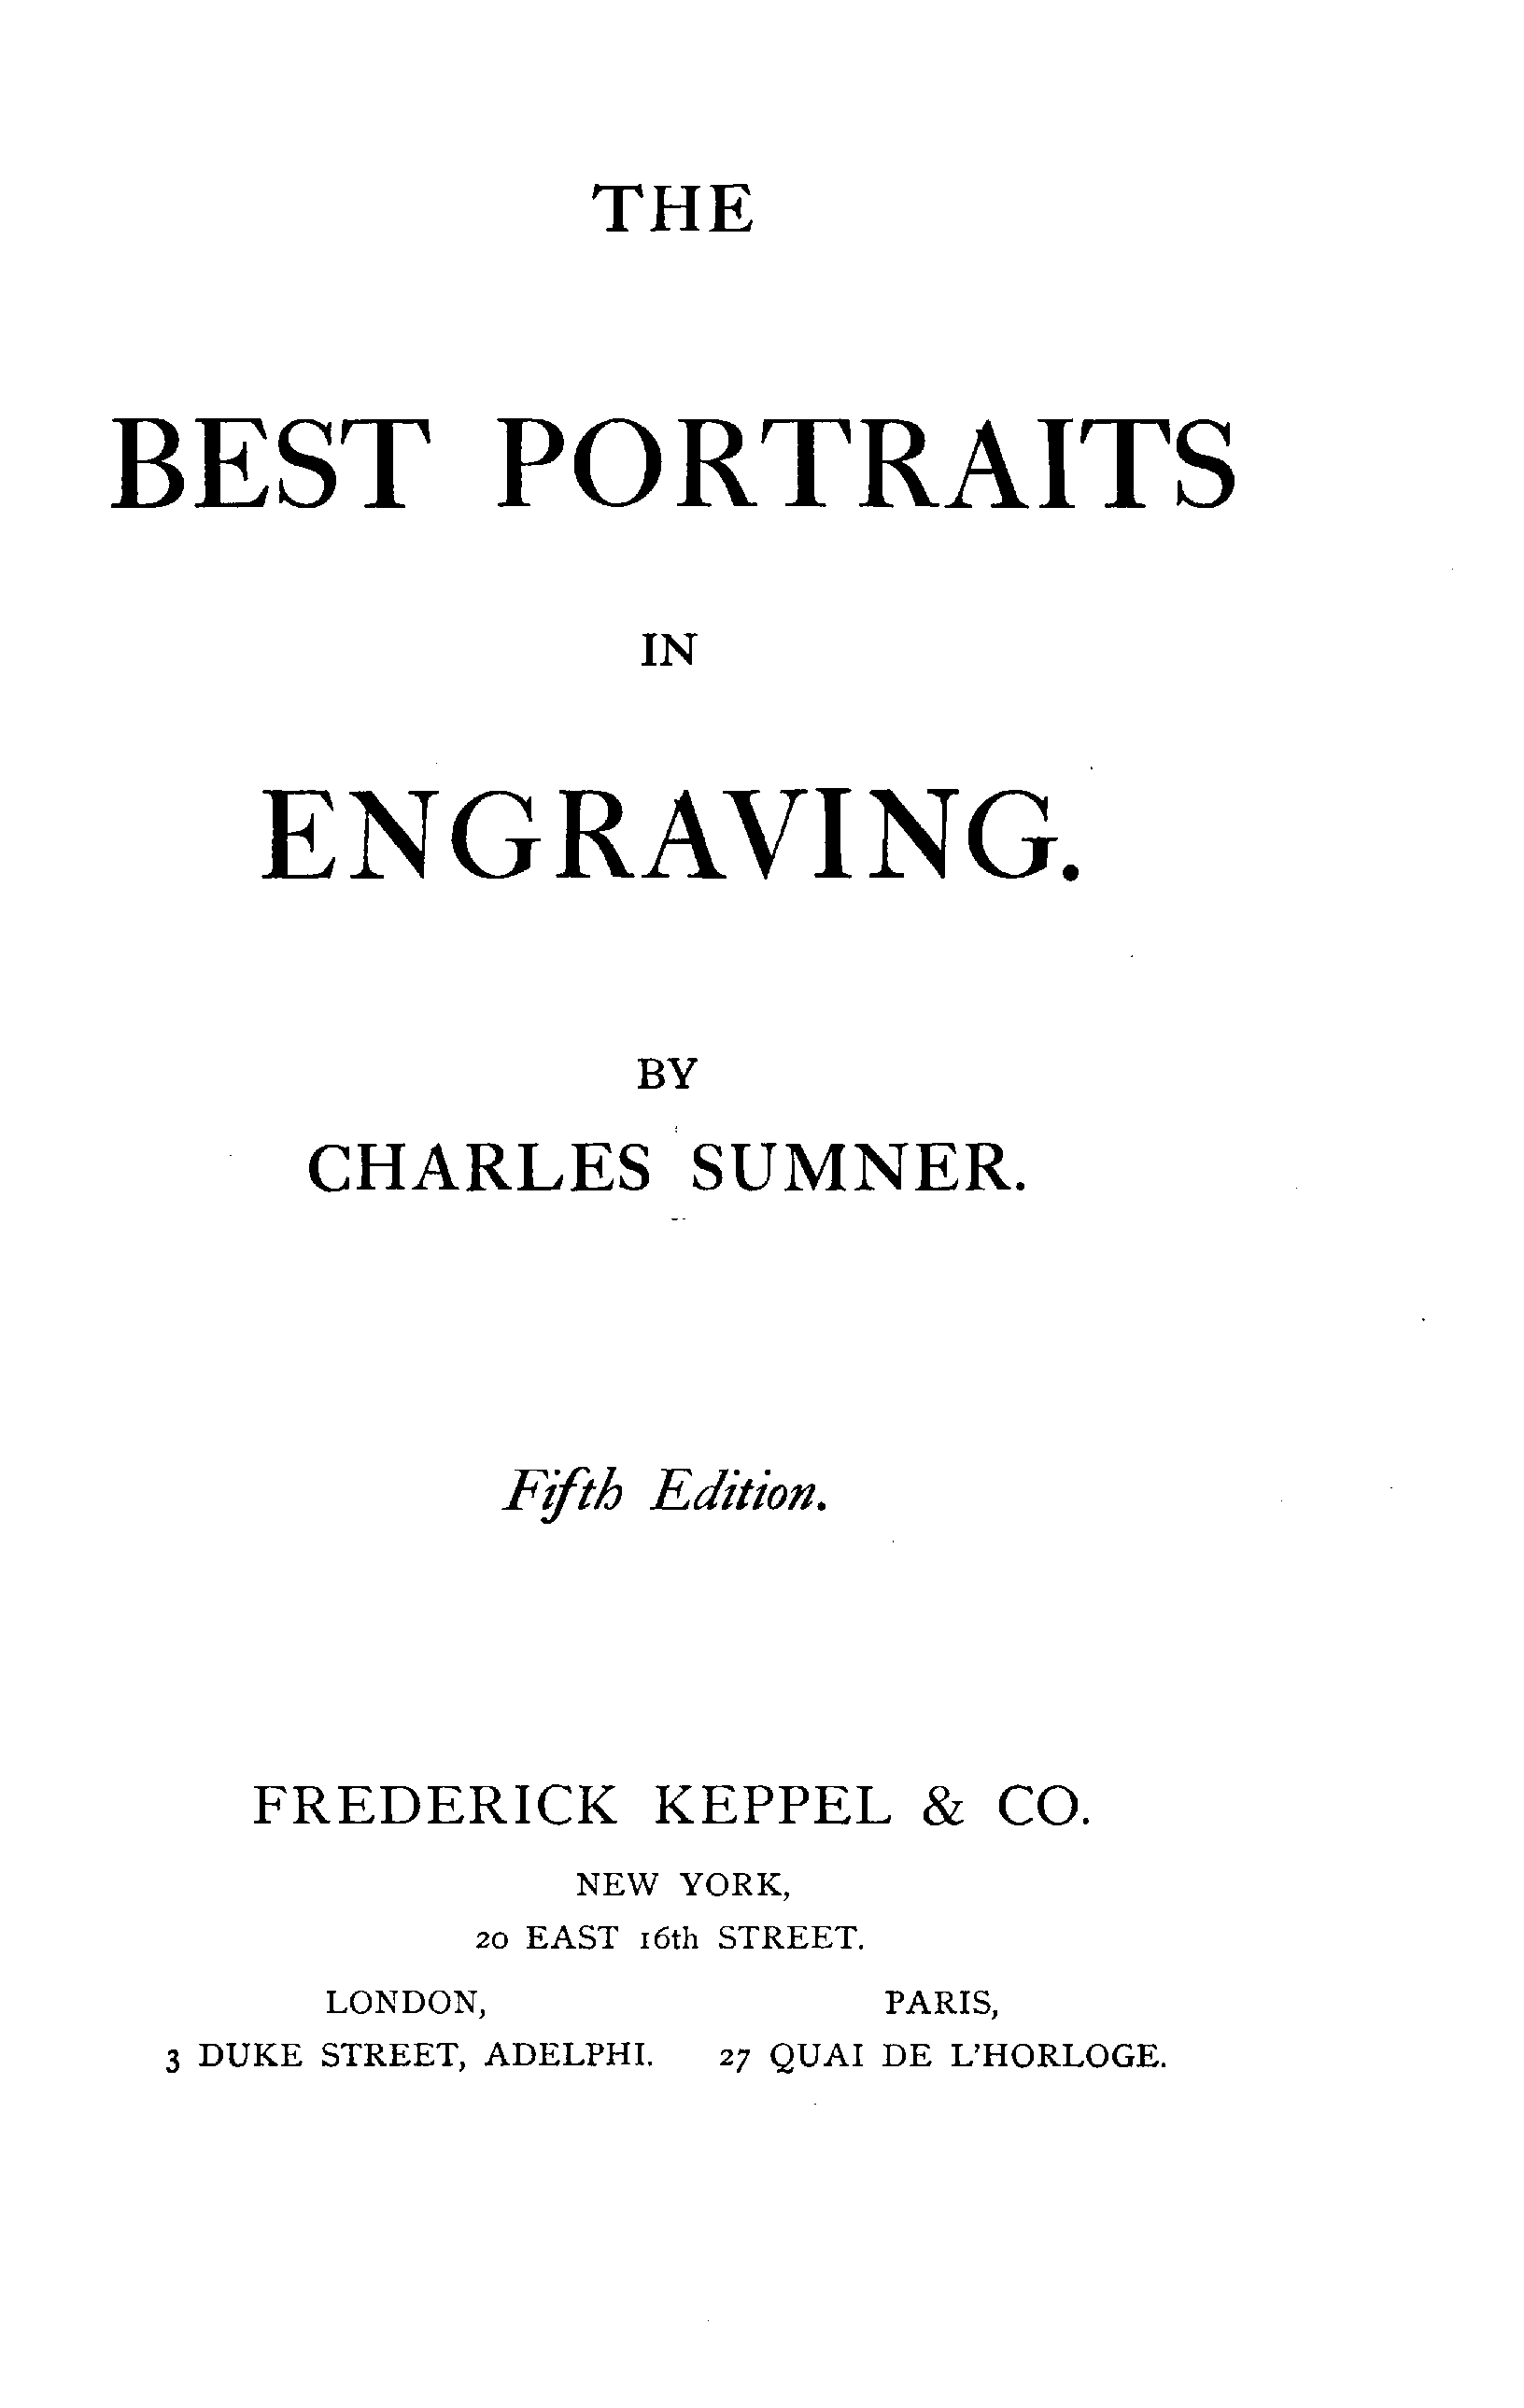 THE
BEST PORTRAITS
IN
ENGRAVING.
BY
CHARLES SUMNER.
Fifth Edition.
FREDERICK KEPPEL & CO.
NEW YORK,
20 EAST 16th STREET.
LONDON,
3 DUKE STREET, ADELPHI.
PARIS,
27 QUAI DE L'HORLOGE.